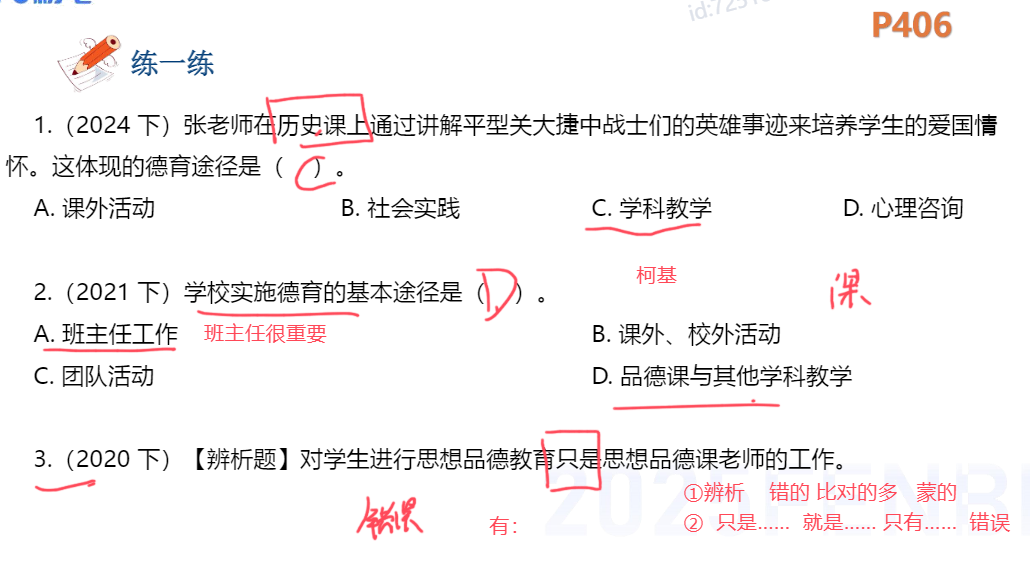 P406
练一练
1.（2024 下）张老师在历史课上通过讲解平型关大捷中战士们的英雄事迹来培养学生的爱国情
怀。这体现的德育途径是（ C ）。
A. 课外活动 B. 社会实践 C. 学科教学 D. 心理咨询
柯基
课
2.（2021 下）学校实施德育的基本途径是（ D ）。
A. 班主任工作 班主任很重要 B. 课外、校外活动
C. 团队活动 D. 品德课与其他学科教学
3.（2020 下）【辨析题】对学生进行思想品德教育只是思想品德课老师的工作。
①辨析 错的 比对的多 蒙的
有：
② 只是…… 就是…… 只有…… 错误